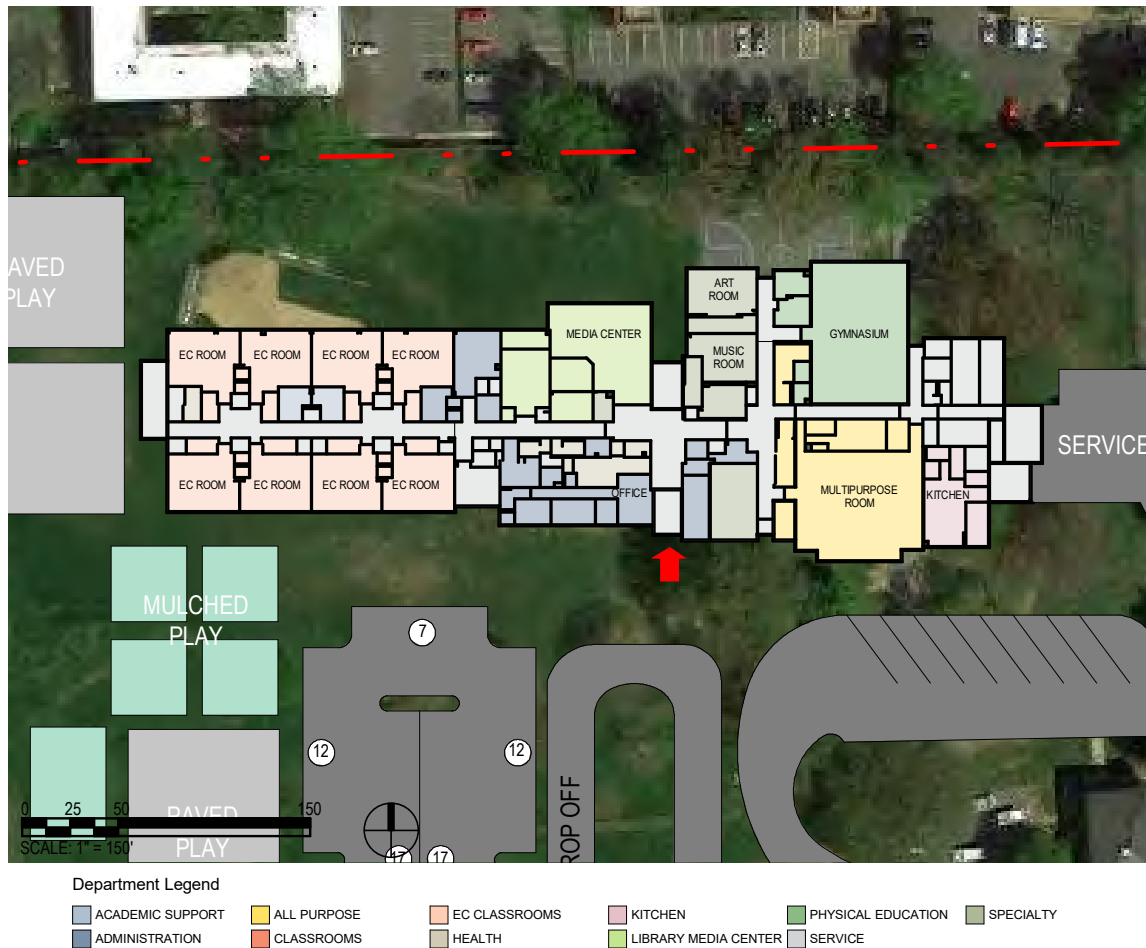 ART
ROOM
AVED
PLAY
MEDIA CENTER
GYMNASIUM
MUSIC
ROOM
EC ROOM
EC ROOM
EC ROOM
EC ROOM
SERVICE
EC ROOM
EC ROOM
EC ROOM
EC ROOM
OFFICE
MULTIPURPOSE
ROOM
KITCHEN
MULCHED
PLAY
7
12
12
ROP OFF
0 25 50 150
PAVED
PLAY
SCALE: 1" = 150'
17
17
Department Legend
ACADEMIC SUPPORT
ALL PURPOSE
EC CLASSROOMS
KITCHEN
PHYSICAL EDUCATION
SPECIALTY
ADMINISTRATION
CLASSROOMS
HEALTH
LIBRARY MEDIA CENTER
SERVICE